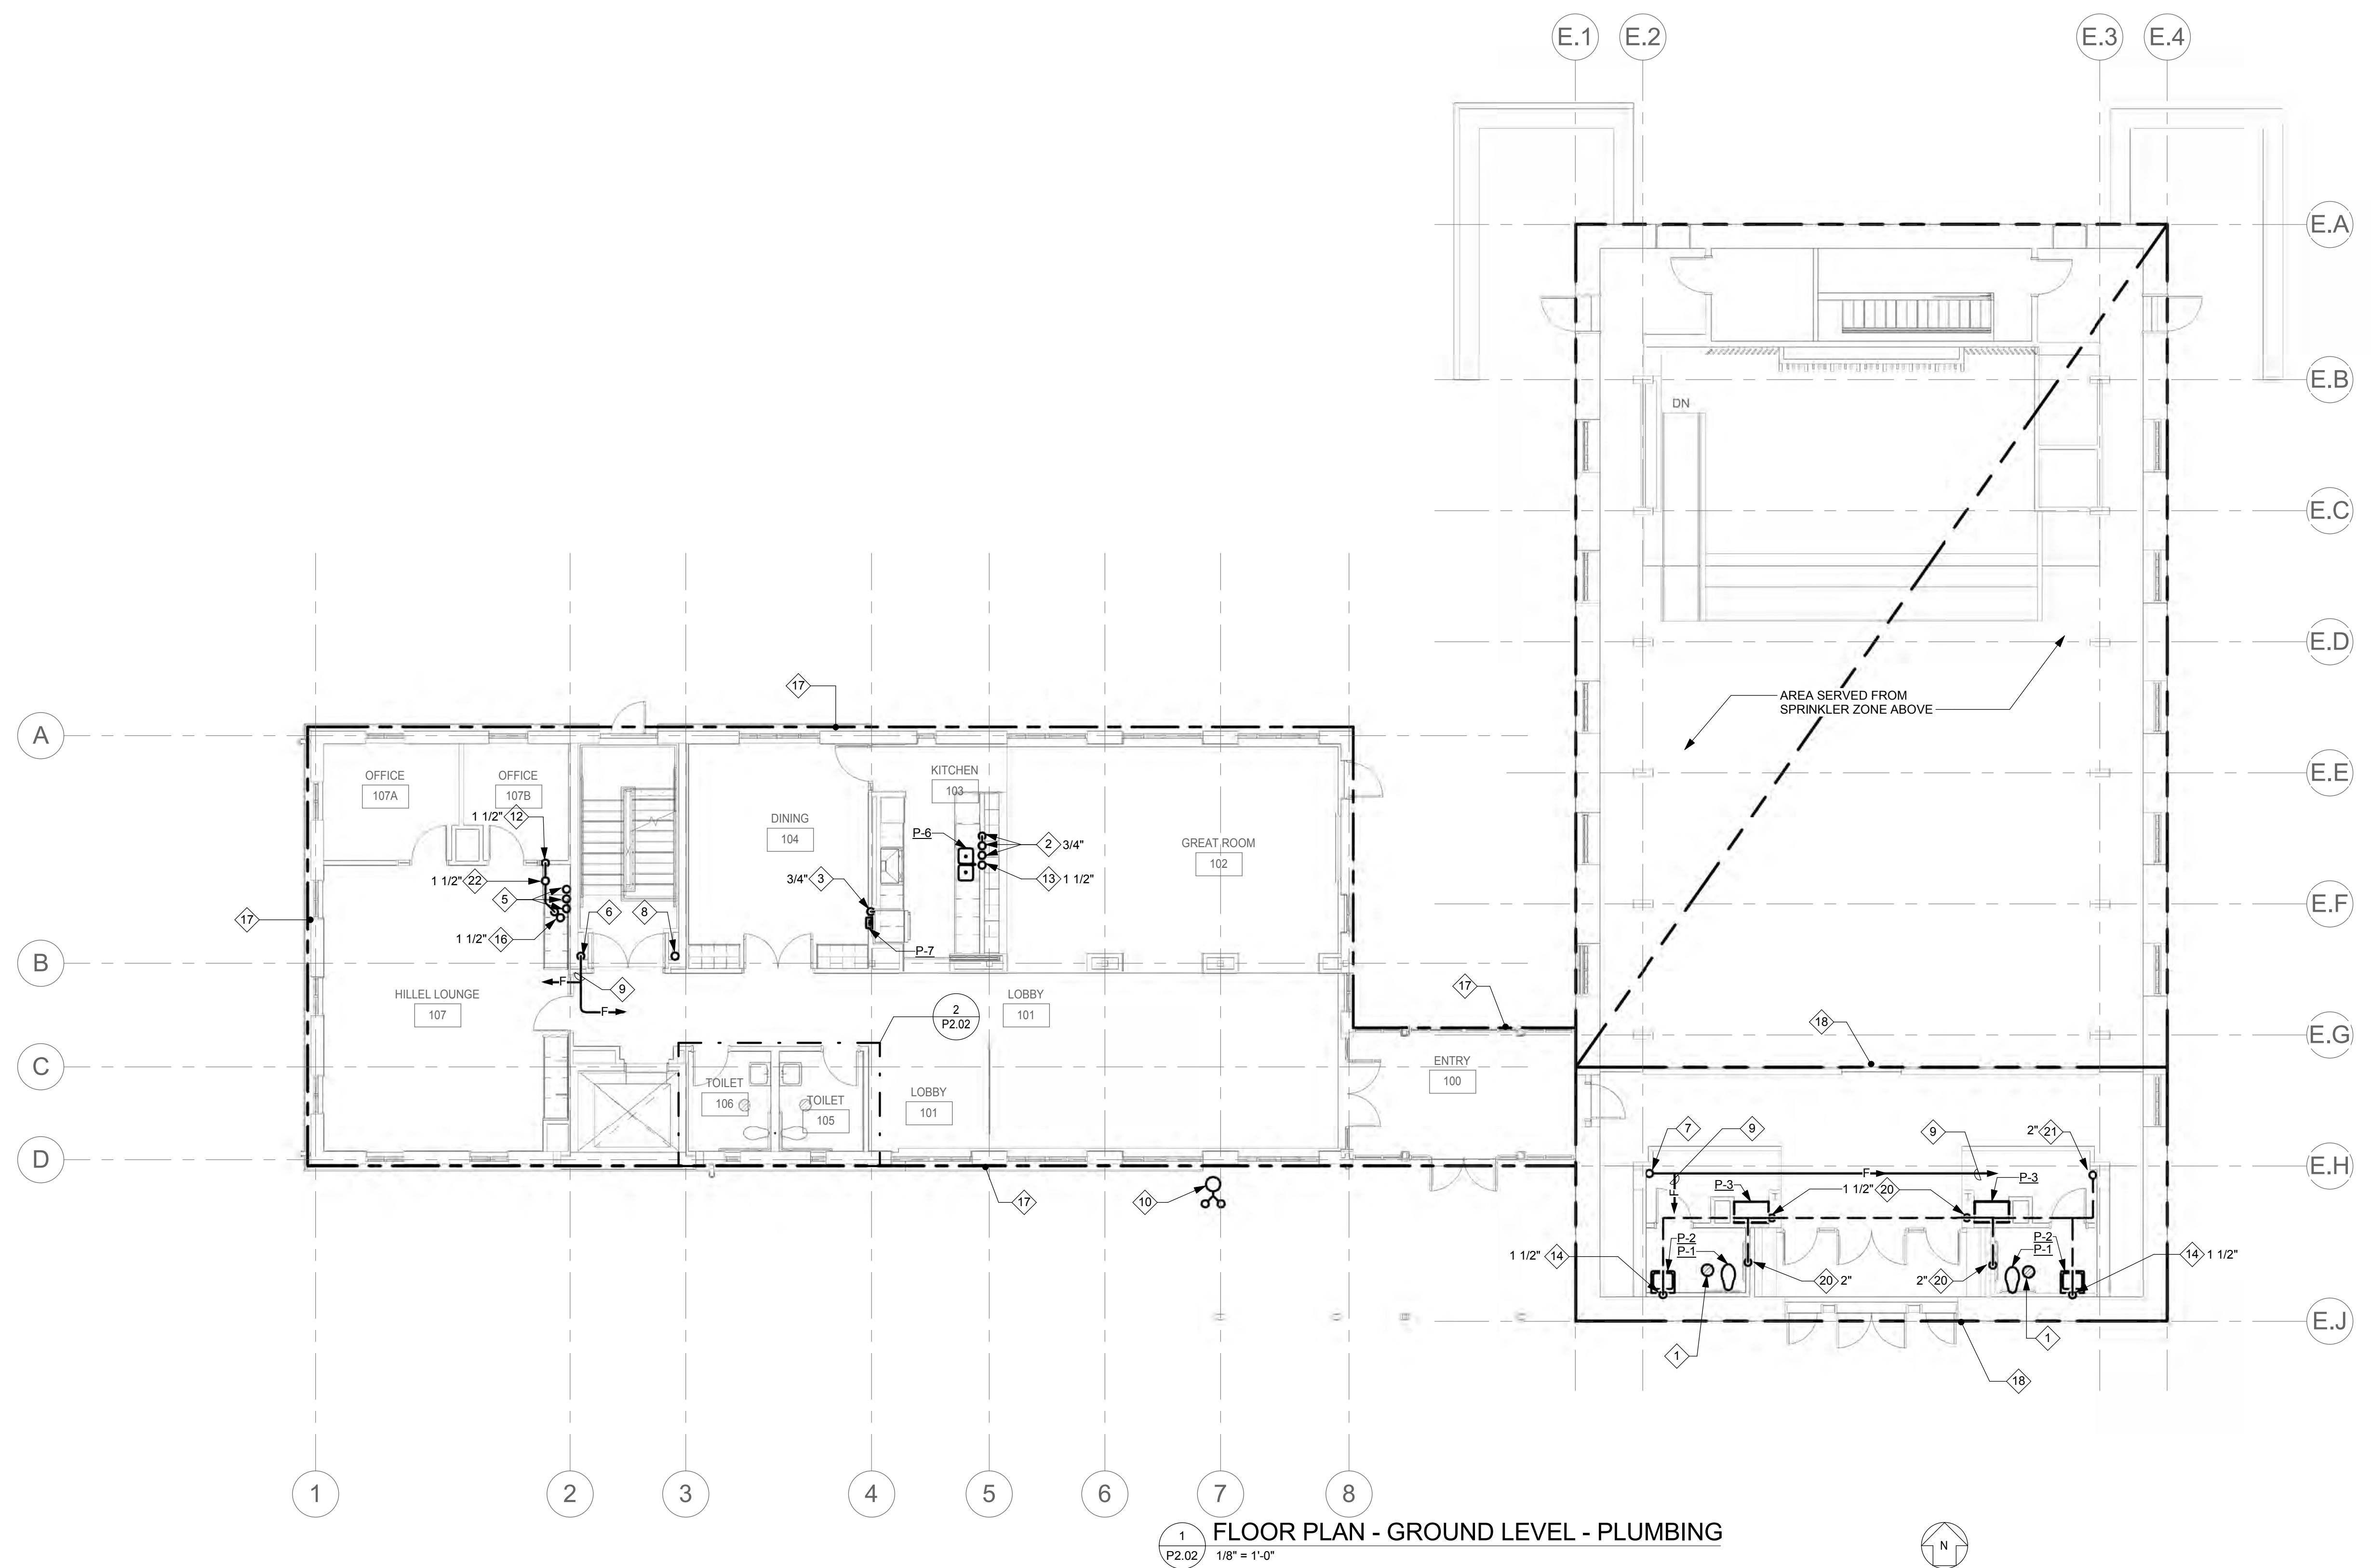 E.1 E.2 E.3 E.4
E.A
E.B
DN
E.C
E.D
17
AREA SERVED FROM
SPRINKLER ZONE ABOVE
A
E.E
OFFICE
107A
OFFICE
107B
KITCHEN
103
1 1/2" 12
DINING
104
P-6
2 3/4"
GREAT ROOM
102
1 1/2" 22
3/4" 3
13 1 1/2"
5
17
6
8
E.F
1 1/2" 16
P-7
B
F
9
HILLEL LOUNGE
107
F
2
P2.02
LOBBY
101
17
18
E.G
C
ENTRY
100
TOILET
106
TOILET
105
LOBBY
101
7
9
9
2" 21
D
E.H
F
F
17
10
P-3
1 1/2" 20
P-3
P-2
P-1
P-2
P-1
1 1/2" 14
20 2"
2" 20
14 1 1/2"
1
1
E.J
18
1 2 3 4 5 6 7 8
1
P2.02
FLOOR PLAN - GROUND LEVEL - PLUMBING
1/8" = 1'-0"
N